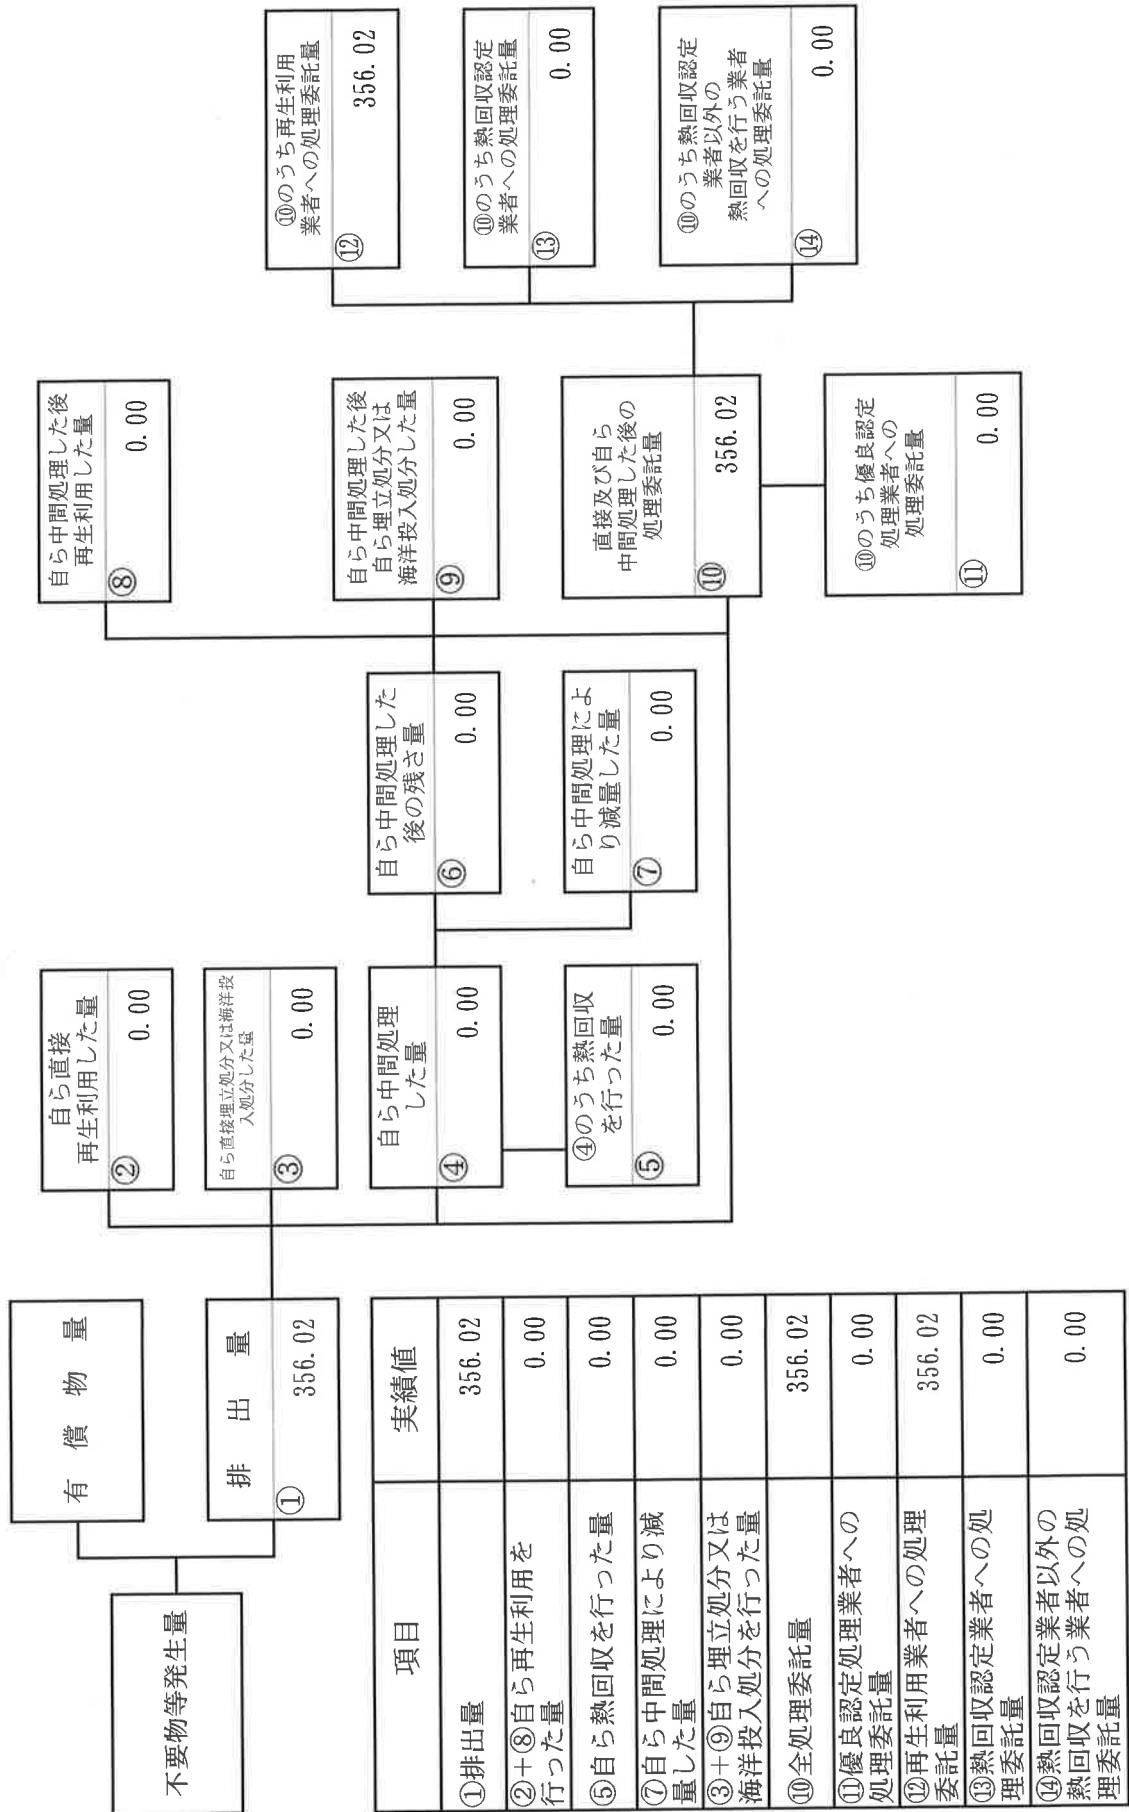 不要物等発生量
有償物量
排出量
①
356.02
自ら直接
再生利用した量
②
0.00
自ら直接埋立処分又は海洋投
入処分した量
③
0.00
自ら中間処理
した量
④
0.00
④のうち熱回収
を行った量
⑤
0.00
自ら中間処理した
後の残さ量
⑥
0.00
自ら中間処理によ
り減量した量
⑦
0.00
自ら中間処理した後
再生利用した量
⑧
0.00
自ら中間処理した後
自ら埋立処分又は
海洋投入処分した量
⑨
0.00
直接及び自ら
中間処理した後の
処理委託量
⑩
356.02
⑩のうち優良認定
処理業者への
処理委託量
⑪
0.00
⑩のうち再生利用
業者への処理委託量
⑫
356.02
⑩のうち熱回収認定
業者への処理委託量
⑬
0.00
⑩のうち熱回収認定
業者以外の
熱回収を行う業者
への処理委託量
⑭
0.00
項目 実績値
①排出量 356.02
②+⑧自ら再生利用を
行った量 0.00
⑤自ら熱回収を行った量 0.00
⑦自ら中間処理により減
量した量 0.00
③+⑨自ら埋立処分又は
海洋投入処分を行った量 0.00
⑩全処理委託量 356.02
⑪優良認定処理業者への
処理委託量 0.00
⑫再生利用業者への処理
委託量 356.02
⑬熱回収認定業者への処
理委託量 0.00
⑭熱回収認定業者以外の
熱回収を行う業者への処
理委託量 0.00